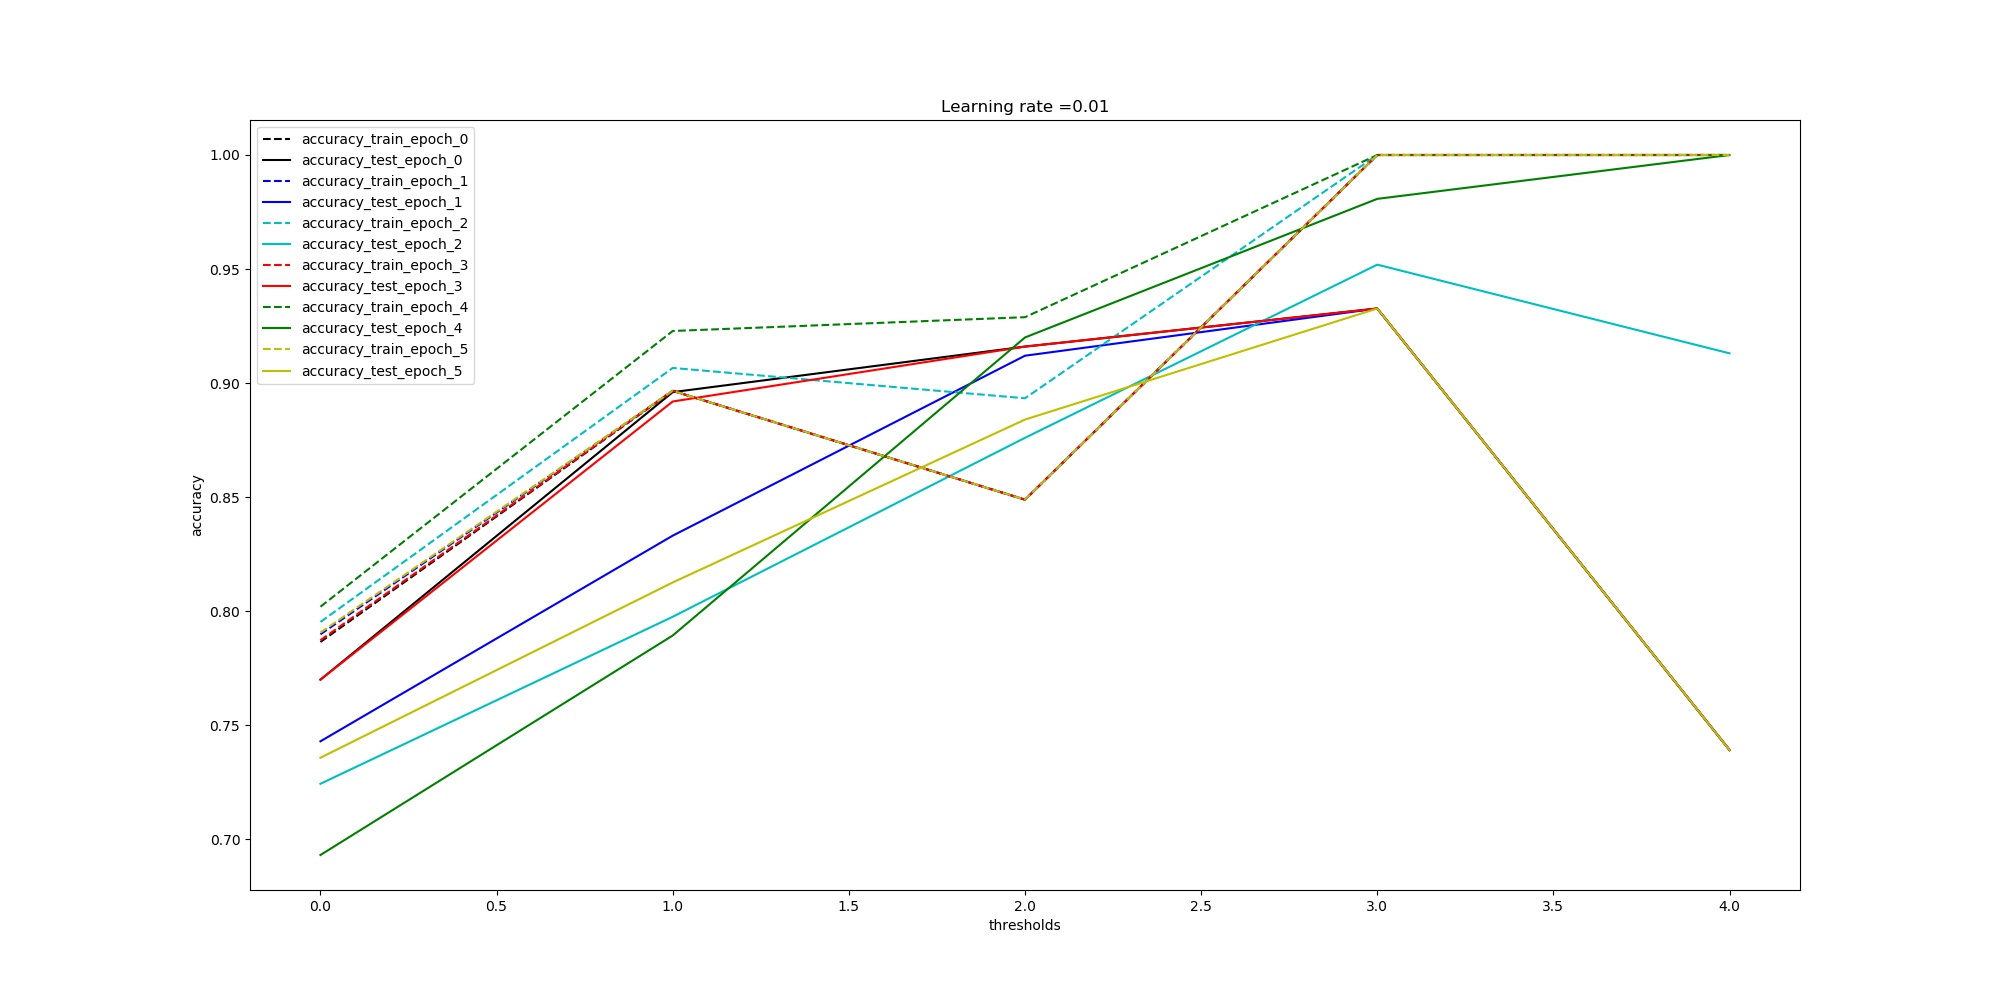 Learning rate =0.01
accuracy_train_epoch_0
accuracy_test_epoch_0
accuracy_train_epoch_1
accuracy_test_epoch_1
accuracy_train_epoch_2
accuracy_test_epoch_2
accuracy_train_epoch_3
accuracy_test_epoch_3
accuracy_train_epoch_4
accuracy_test_epoch_4
accuracy_train_epoch_5
accuracy_test_epoch_5
1.00
0.95
0.90
0.85
0.80
0.75
0.70
accuracy
0.0 0.5 1.0 1.5 2.0 2.5 3.0 3.5 4.0
thresholds